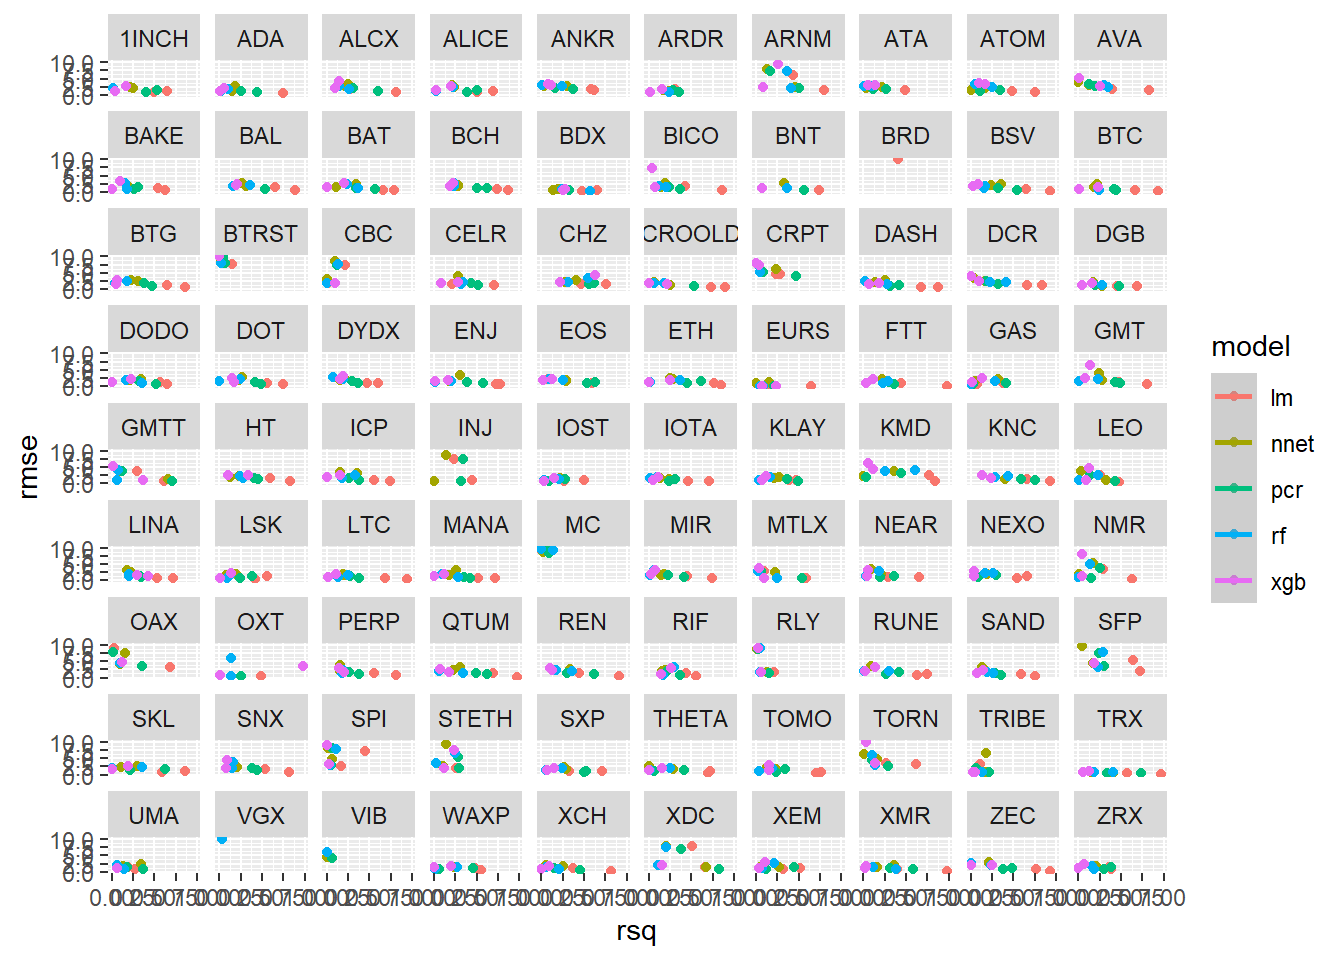 1INCH ADA ALCX ALICE ANKR ARDR ARNM ATA ATOM AVA
BAKE BAL BAT BCH BDX BICO BNT BRD BSV BTC
BTG BTRST CBC CELR CHZ CROOLD CRPT DASH DCR DGB
DODO DOT DYDX ENJ EOS ETH EURS FTT GAS GMT
GMTT HT ICP INJ IOST IOTA KLAY KMD KNC LEO
LINA LSK LTC MANA MC MIR MTLX NEAR NEXO NMR
OAX OXT PERP QTUM REN RIF RLY RUNE SAND SFP
SKL SNX SPI STETH SXP THETA TOMO TORN TRIBE TRX
UMA VGX VIB WAXP XCH XDC XEM XMR ZEC ZRX
rmse
rsq
model
lm
nnet
pcr
rf
xgb